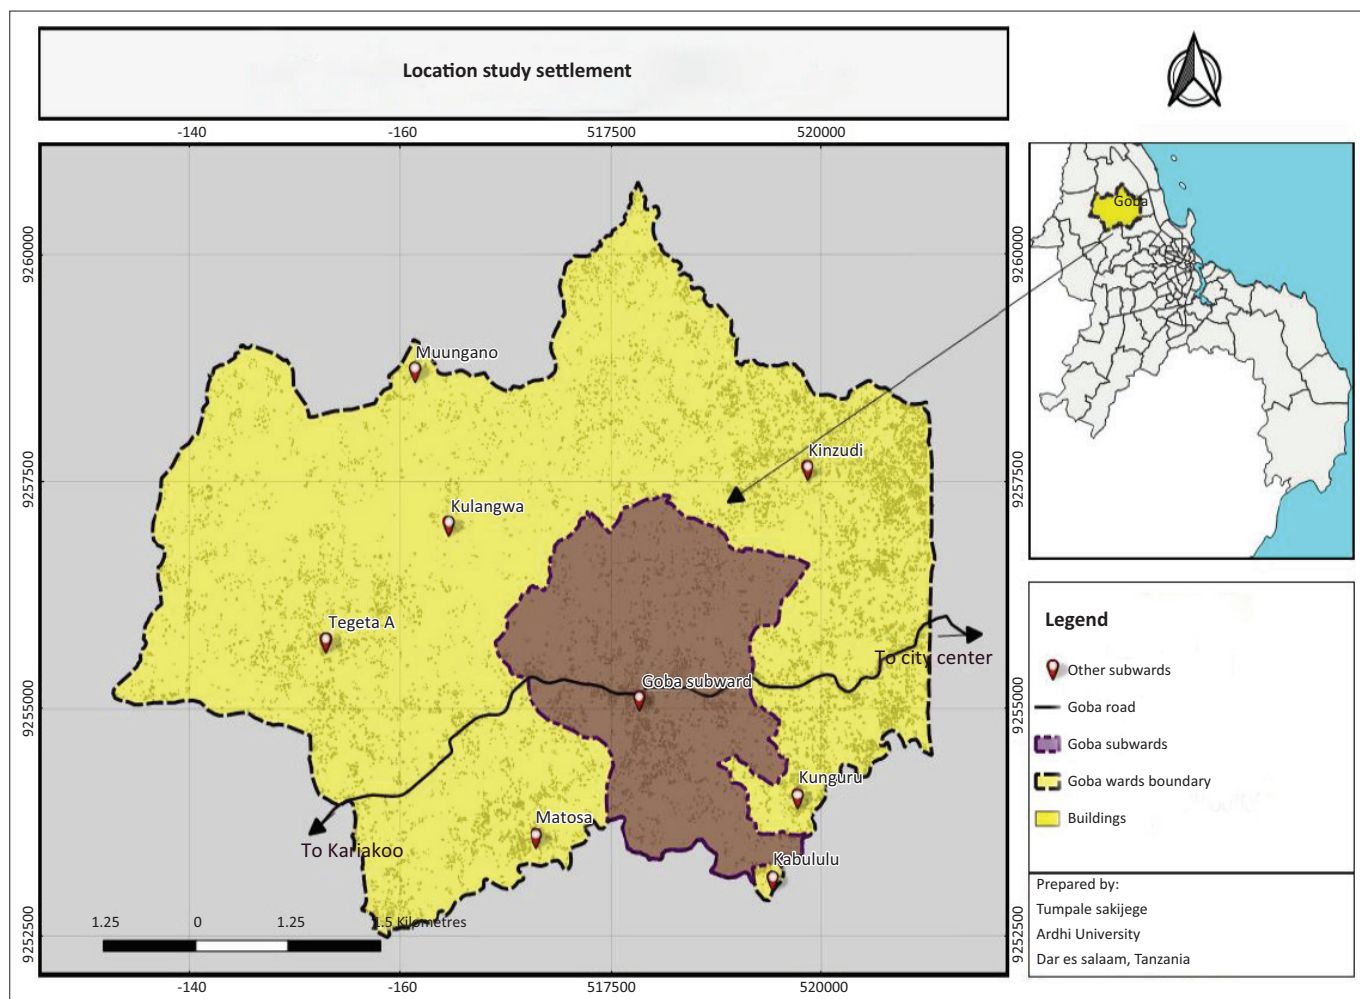 Location study settlement
-140 -160 517500 520000
Goba
9260000 9260000
Muungano
Kinzudi
9257500 9257500
Kulangwa
Tegeta A
To city center
Goba subward
9255000 9255000
Kunguru
Matosa
To Kariakoo
Kabululu
1.25 0 1.25 1.5 Kilometres
9252500 9252500
-140 -160 517500 520000
Legend
Other subwards
Goba road
Goba subwards
Goba wards boundary
Buildings
Prepared by:
Tumpale sakijege
Ardhi University
Dar es salaam, Tanzania